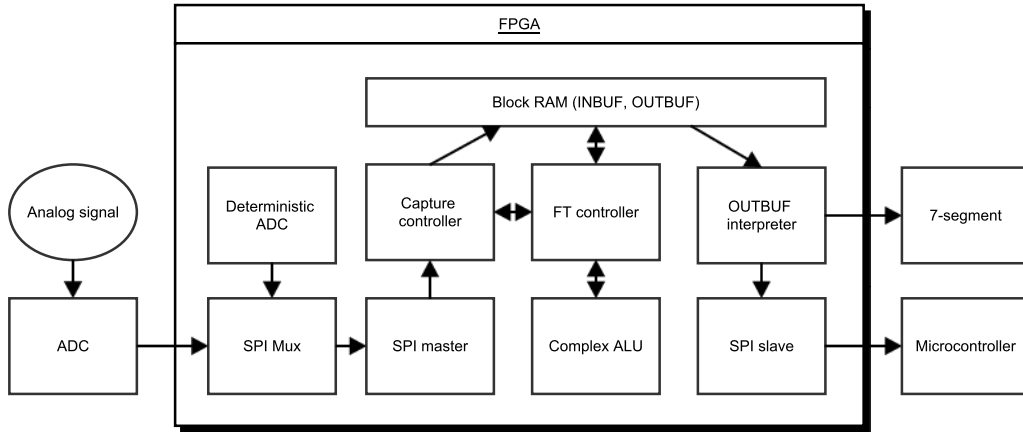 FPGA
Block RAM (INBUF, OUTBUF)
Analog signal
Deterministic
ADC
Capture
controller
FT controller
OUTBUF
interpreter
7-segment
ADC
SPI Mux
SPI master
Complex ALU
SPI slave
Microcontroller